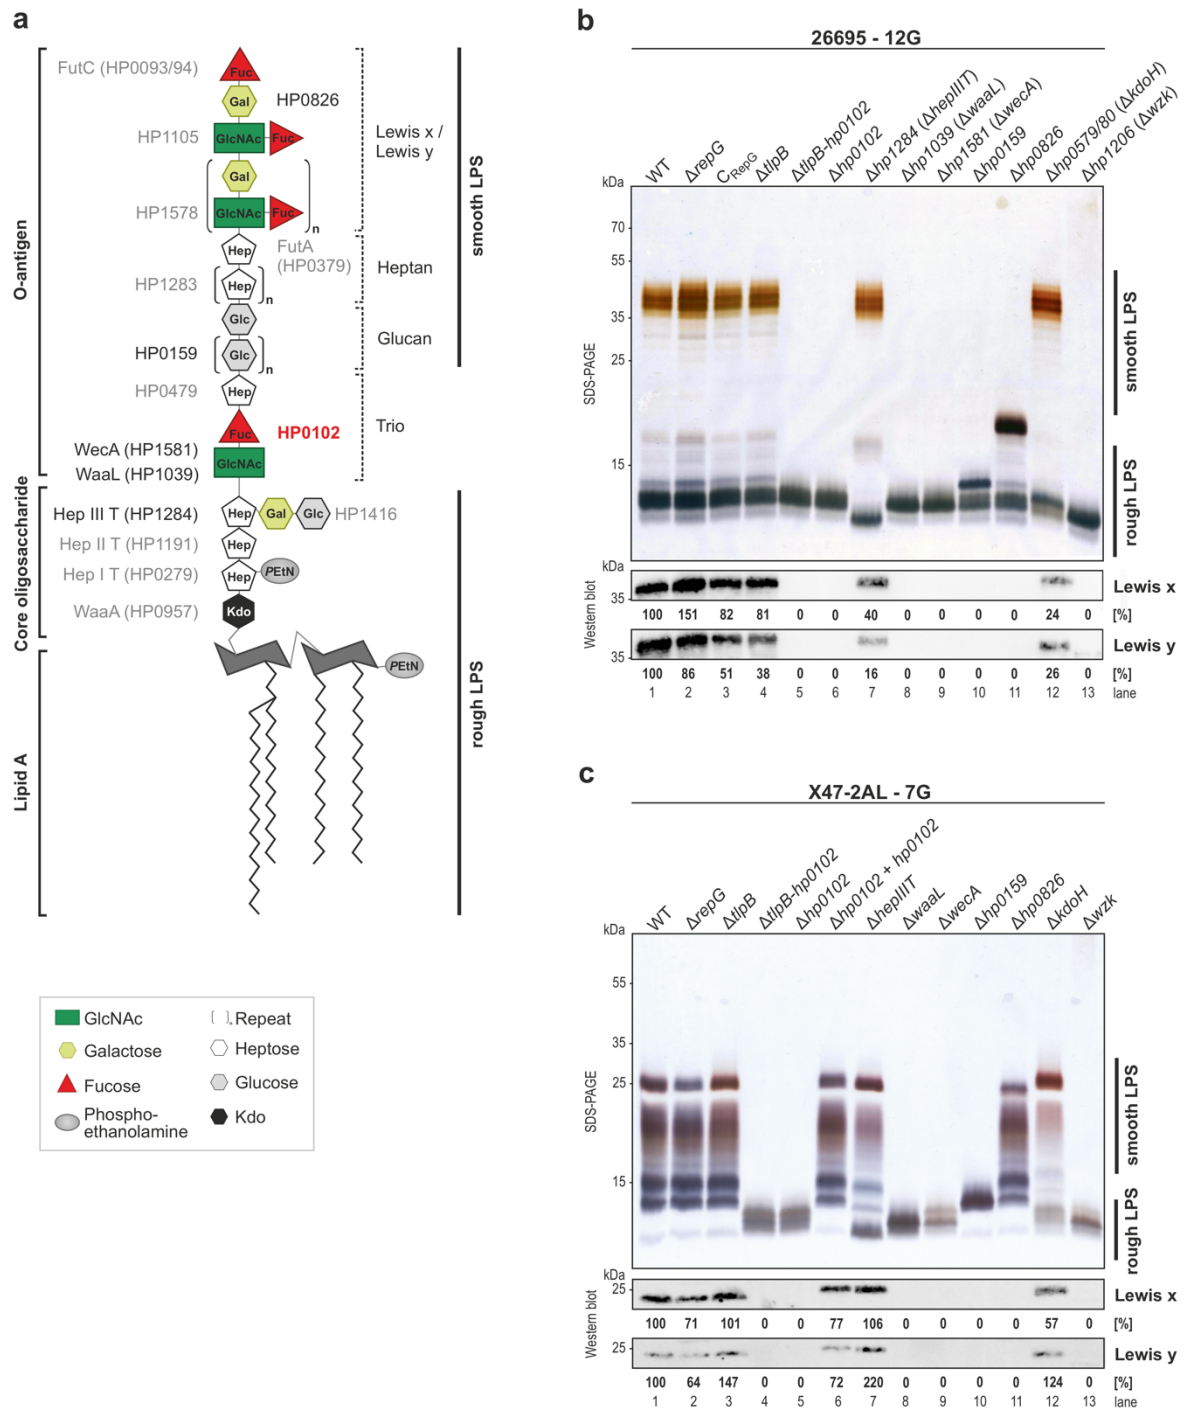 a
FutC (HP0093/94)
Fuc
Gal
HP0826
HP1105
GlcNAc
Fuc
Lewis x /
Lewis y
Gal
HP1578
GlcNAc
Fuc
n
Hep
FutA
(HP0379)
HP1283
Hep
n
Heptan
Glc
HP0159
Glc
n
Glucan
HP0479
Hep
Fuc
HP0102
Trio
WecA (HP1581)
GlcNAc
WaaL (HP1039)
Hep III T (HP1284)
Hep
Gal
Glc
HP1416
Hep II T (HP1191)
Hep
Hep I T (HP0279)
Hep
PEtN
WaaA (HP0957)
Kdo
PEtN
O-antigen
Core oligosaccharide
Lipid A
smooth LPS
rough LPS
GlcNAc
Repeat
Galactose
Heptose
Fucose
Glucose
Phospho-
ethanolamine
Kdo
b
26695 - 12G
WT
ΔrepG
CRepG
ΔtlpB
ΔtlpB-hp0102
Δhp0102
Δhp1284 (ΔhepIIIT)
Δhp1039 (ΔwaaL)
Δhp1581 (ΔwecA)
Δhp0159
Δhp0826
Δhp0579/80 (ΔkdoH)
Δhp1206 (Δwzk)
kDa
70
55
35
25
15
SDS-PAGE
smooth LPS
rough LPS
kDa
35
Lewis x
100 151 82 81 0 0 40 0 0 0 0 24 0 [%]
Western blot
35
Lewis y
100 86 51 38 0 0 16 0 0 0 0 26 0 [%]
1 2 3 4 5 6 7 8 9 10 11 12 13 lane
c
X47-2AL - 7G
WT
ΔrepG
ΔtlpB
ΔtlpB-hp0102
Δhp0102
Δhp0102 + hp0102
ΔhepIIIT
ΔwaaL
ΔwecA
Δhp0159
Δhp0826
ΔkdoH
Δwzk
kDa
55
35
25
15
SDS-PAGE
smooth LPS
rough LPS
kDa
25
Lewis x
100 71 101 0 0 77 106 0 0 0 0 57 0 [%]
Western blot
25
Lewis y
100 64 147 0 0 72 220 0 0 0 0 124 0 [%]
1 2 3 4 5 6 7 8 9 10 11 12 13 lane